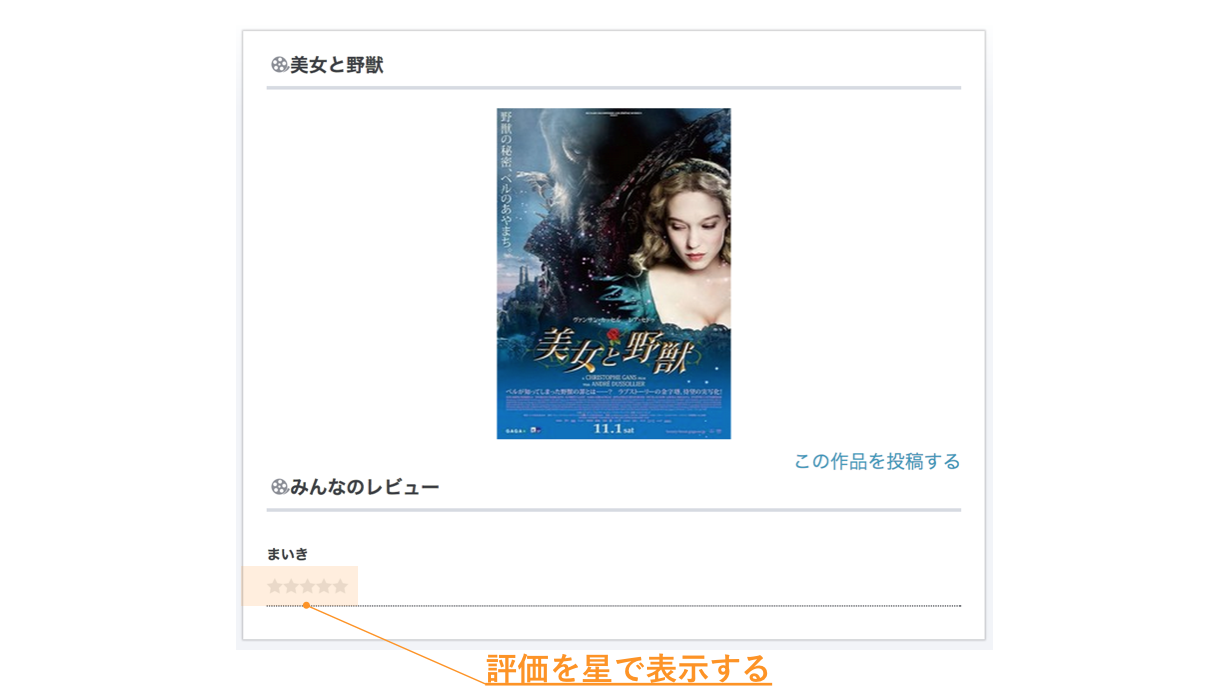 美女と野獣
野獣の秘密、ベルのあやまち。
ヴァンサン・カッセル レア・セドゥ
美女と野獣
A CHRISTOPHE GANS FILM
WITH ANDRÉ DUSSOLLIER
ベルが知ってしまった野獣の罪とは──? ラブストーリーの金字塔、待望の実写化!
GAGA
11.1 sat
この作品を投稿する
みんなのレビュー
まいき
評価を星で表示する